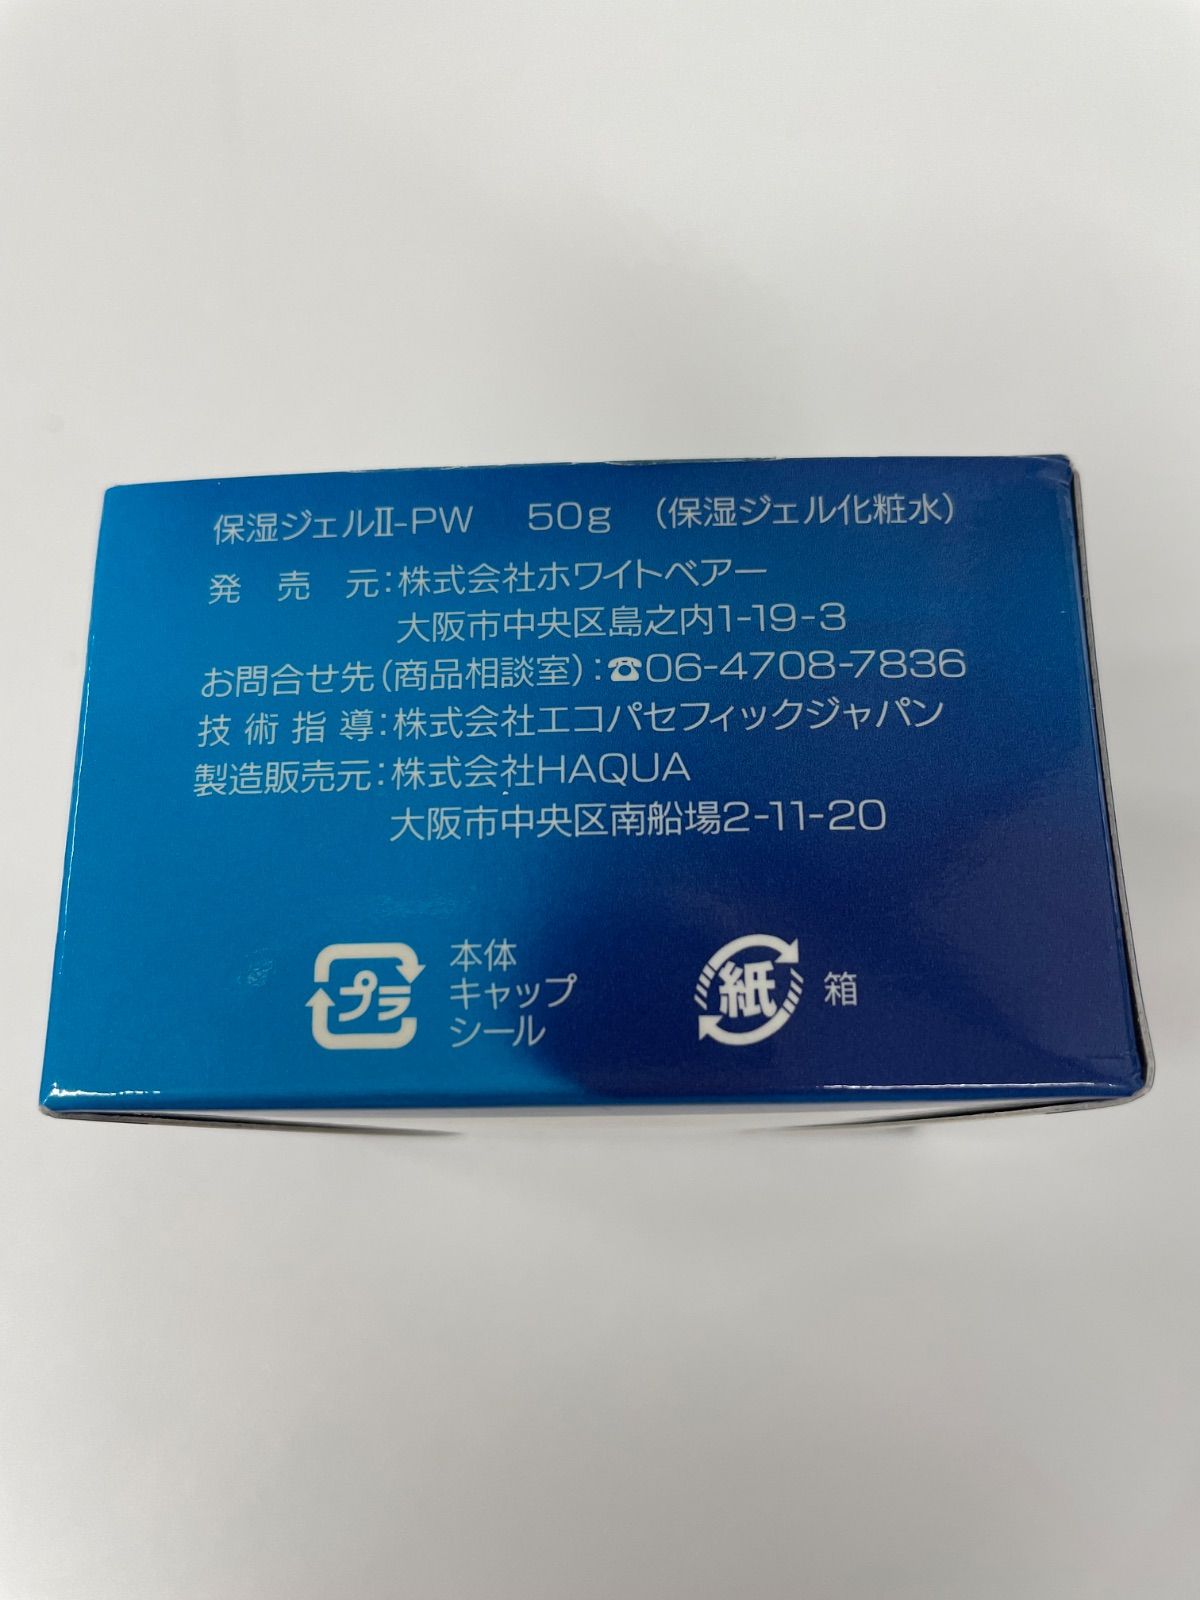 保湿ジェルⅡ-PW 50g （保湿ジェル化粧水）
発売元：株式会社ホワイトベアー
大阪市中央区島之内1-19-3
お問合せ先（商品相談室）：☎06-4708-7836
技術指導：株式会社エコパセフィックジャパン
製造販売元：株式会社HAQUA
大阪市中央区南船場2-11-20
プラ
本体
キャップ
シール
紙
箱